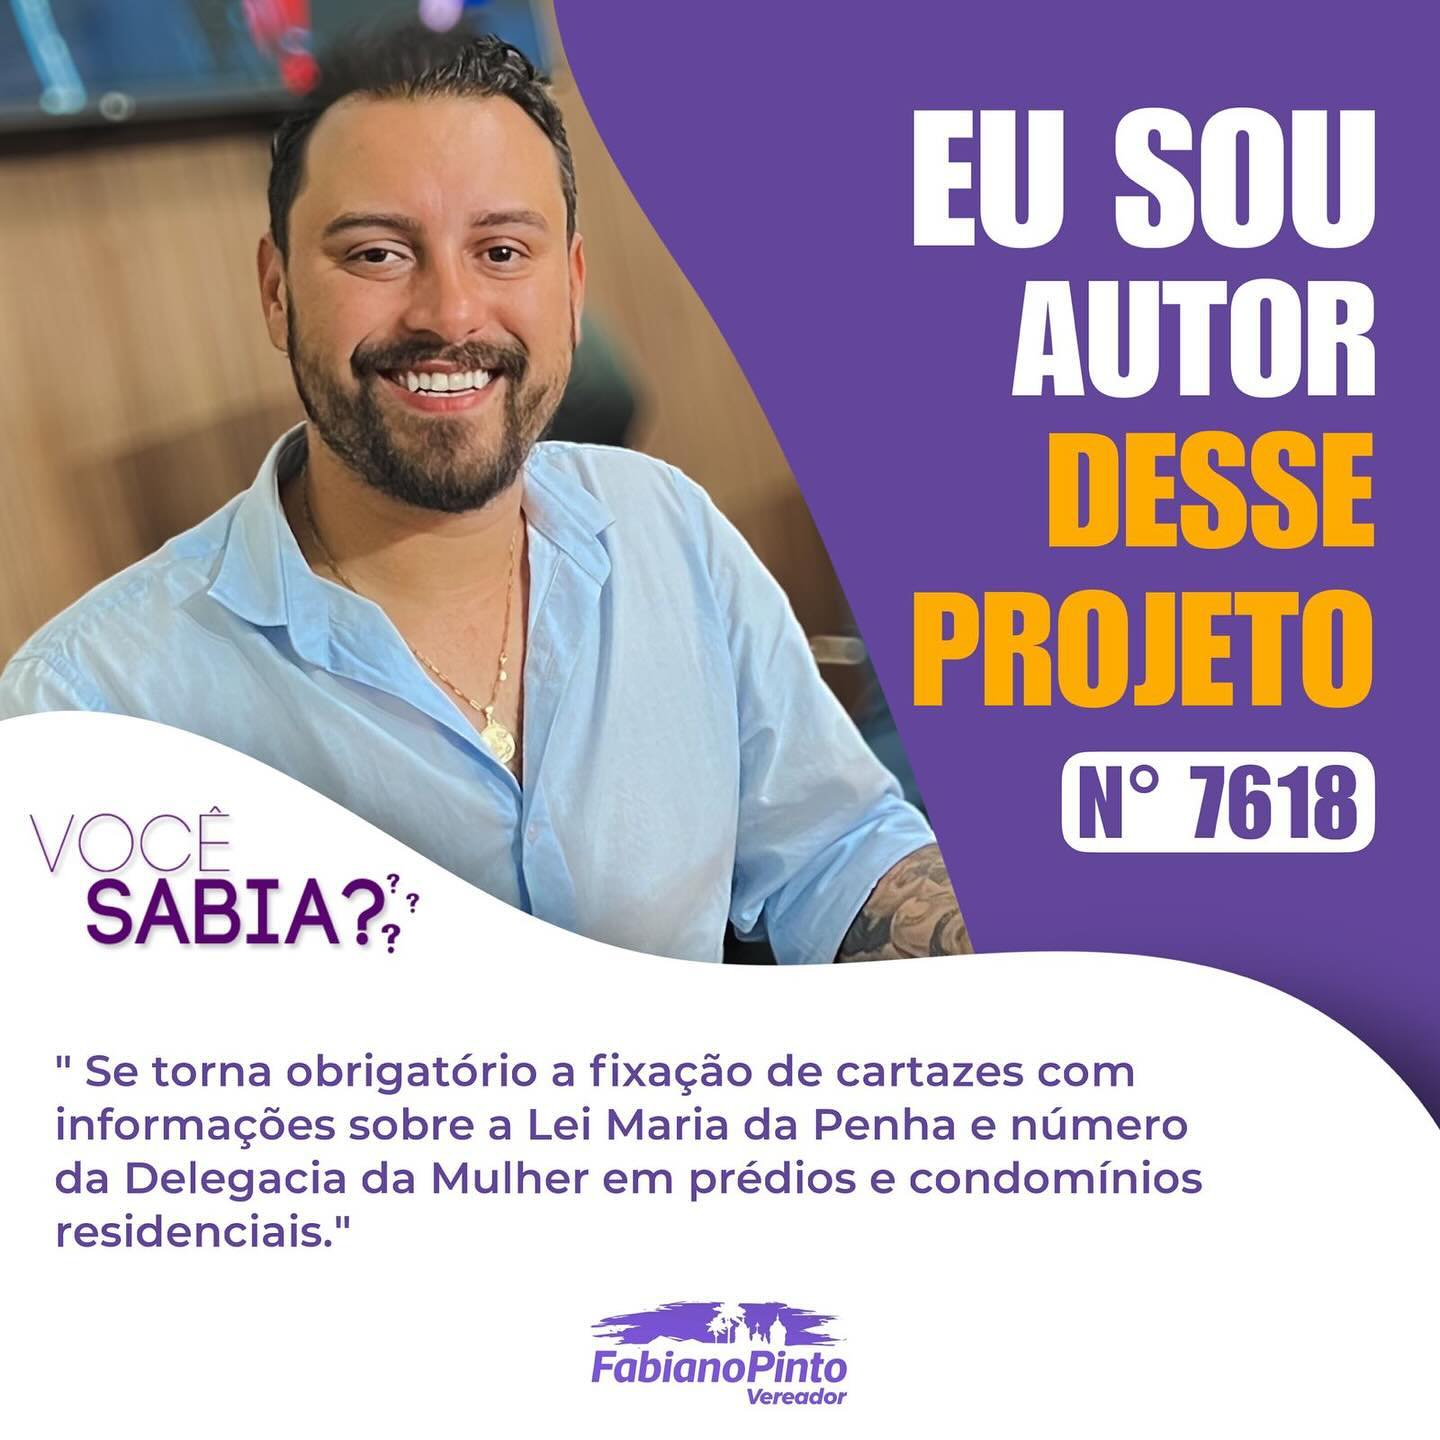 EU SOU
AUTOR
DESSE
PROJETO
N° 7618
VOCÊ
SABIA????
" Se torna obrigatório a fixação de cartazes com
informações sobre a Lei Maria da Penha e número
da Delegacia da Mulher em prédios e condomínios
residenciais."
FabianoPinto
Vereador